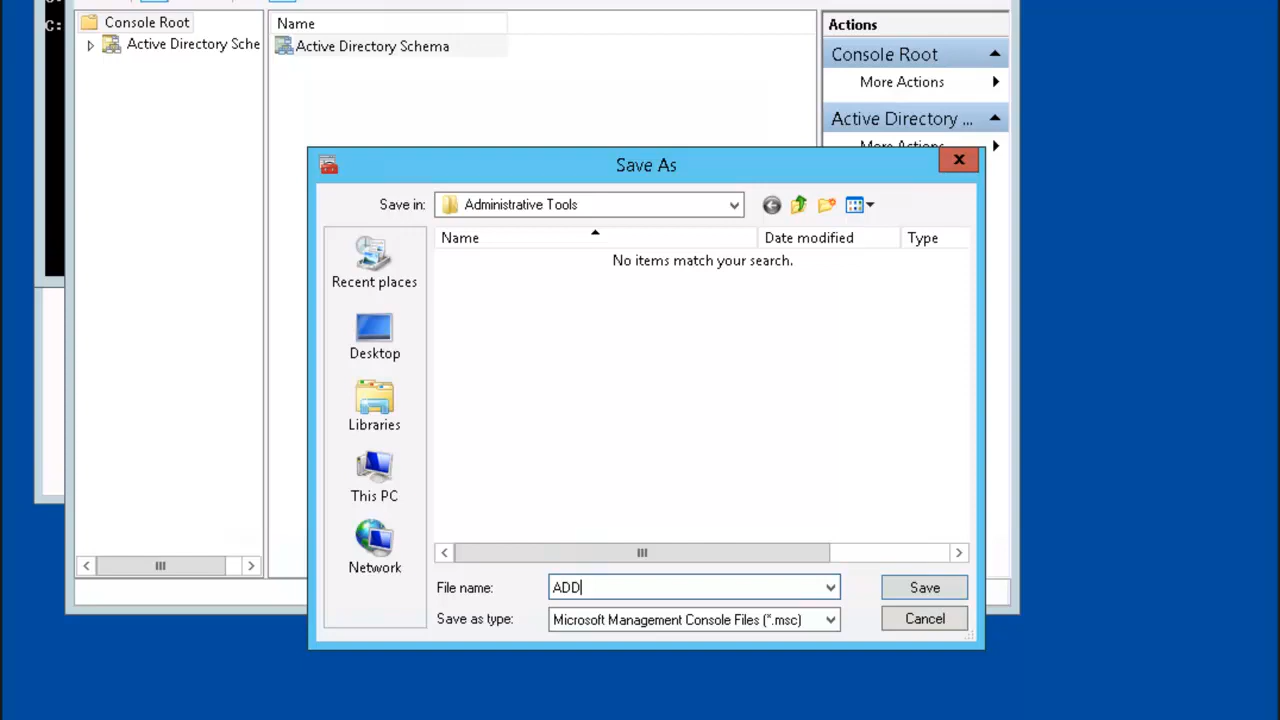 C:
Console Root
Active Directory Sche
Name
Active Directory Schema
Actions
Console Root
More Actions
Active Directory ...
More Actions
Save As
Save in:
Administrative Tools
Name
Date modified
Type
No items match your search.
Recent places
Desktop
Libraries
This PC
Network
File name:
ADD
Save
Save as type:
Microsoft Management Console Files (*.msc)
Cancel